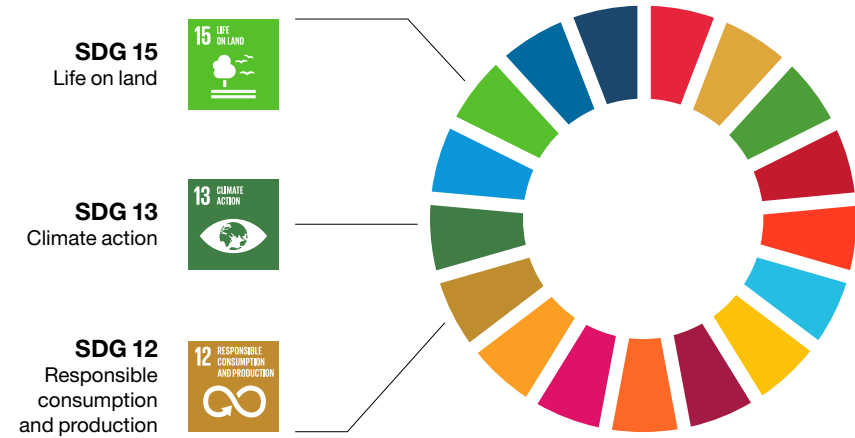 SDG 15
Life on land
15 LIFE
ON LAND
SDG 13
Climate action
13 CLIMATE
ACTION
SDG 12
Responsible
consumption
and production
12 RESPONSIBLE
CONSUMPTION
AND PRODUCTION